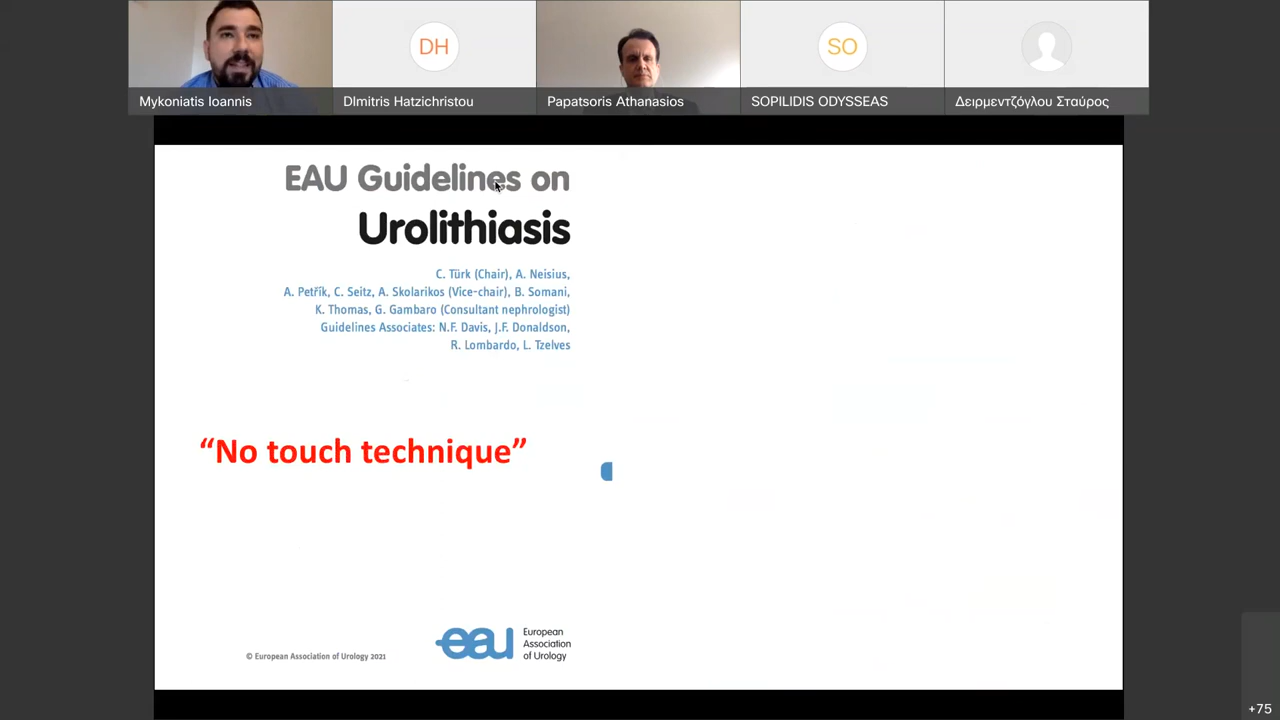 DH
SO
Mykoniatis Ioannis
DImitris Hatzichristou
Papatsoris Athanasios
SOPILIDIS ODYSSEAS
Δειρμεντζόγλου Σταύρος
EAU Guidelines on
Urolithiasis
C. Türk (Chair), A. Neisius,
A. Petřík, C. Seitz, A. Skolarikos (Vice-chair), B. Somani,
K. Thomas, G. Gambaro (Consultant nephrologist)
Guidelines Associates: N.F. Davis, J.F. Donaldson,
R. Lombardo, L. Tzelves
“No touch technique”
© European Association of Urology 2021
eau
European
Association
of Urology
+75